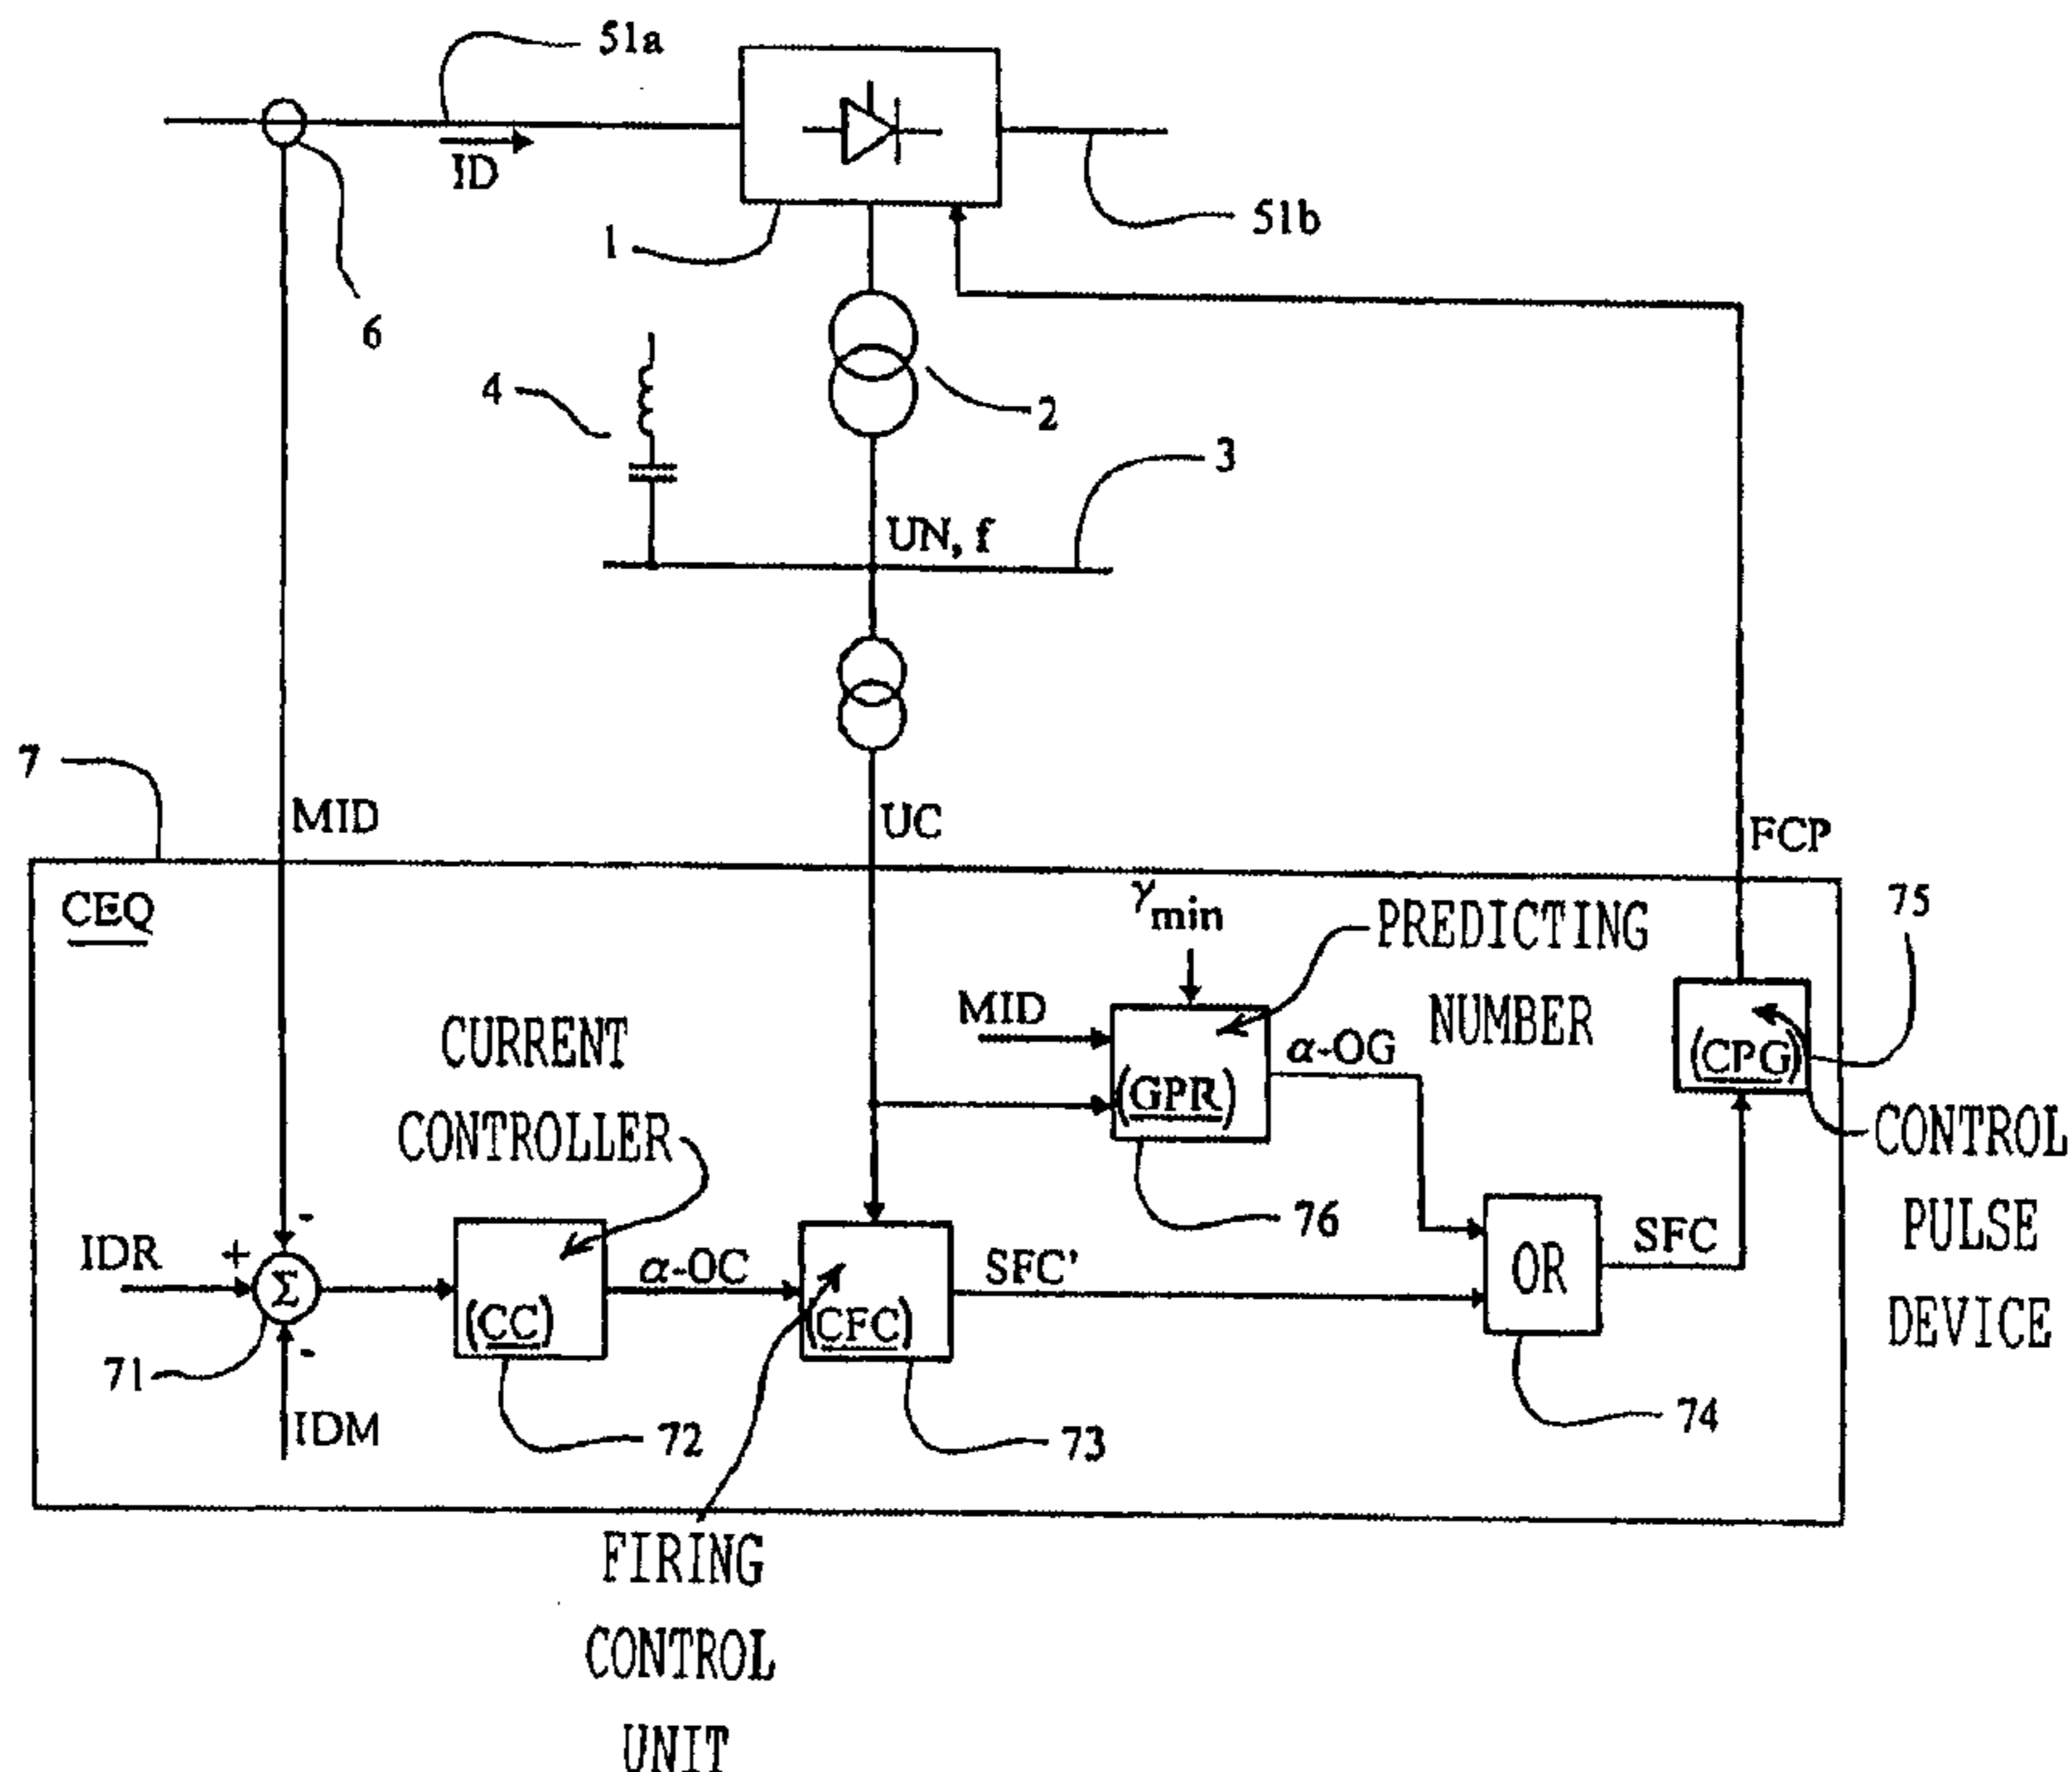 51a
ID
1
51b
6
4
2
3
UN, f
7
MID
UC
FCP
CEQ
γmin
PREDICTING
NUMBER
75
MID
α-OG
(GPR)
(CPG)
CURRENT
CONTROLLER
CONTROL
PULSE
DEVICE
76
IDR
+
-
Σ
-
71
IDM
(CC)
α-OC
72
(CFC)
SFC'
73
OR
SFC
74
FIRING
CONTROL
UNIT